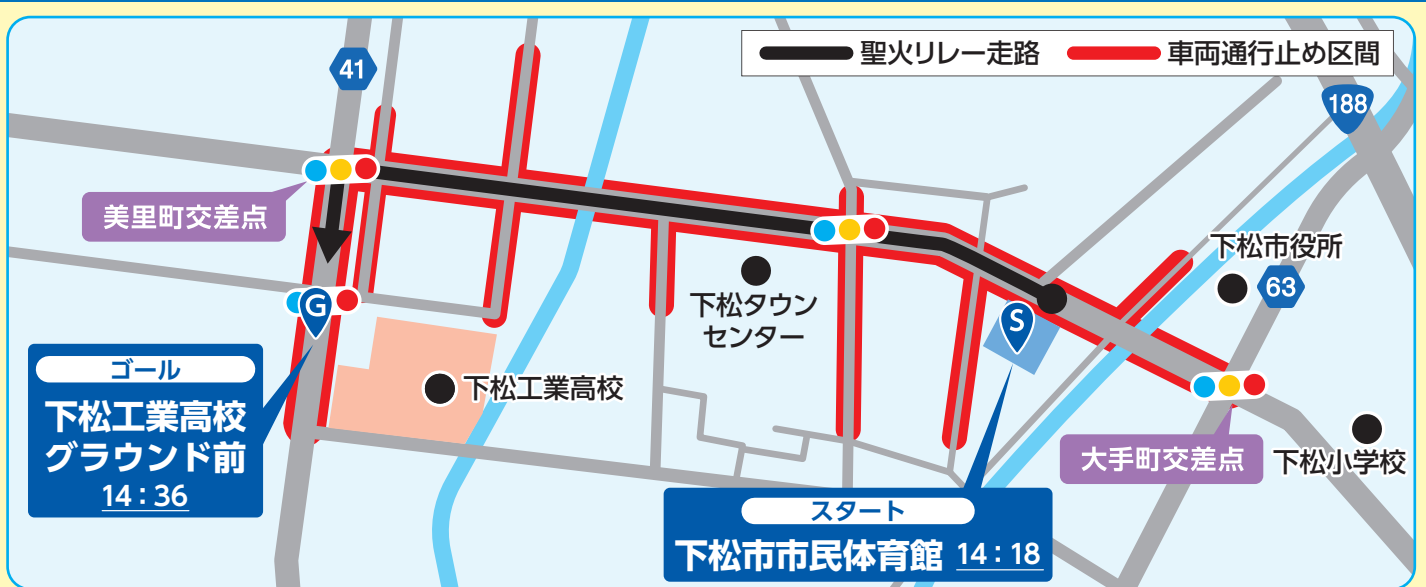 聖火リレー走路
車両通行止め区間
41
188
美里町交差点
下松市役所
63
下松タウン
センター
G
S
ゴール
下松工業高校
グラウンド前
14:36
下松工業高校
大手町交差点
下松小学校
スタート
下松市市民体育館 14:18